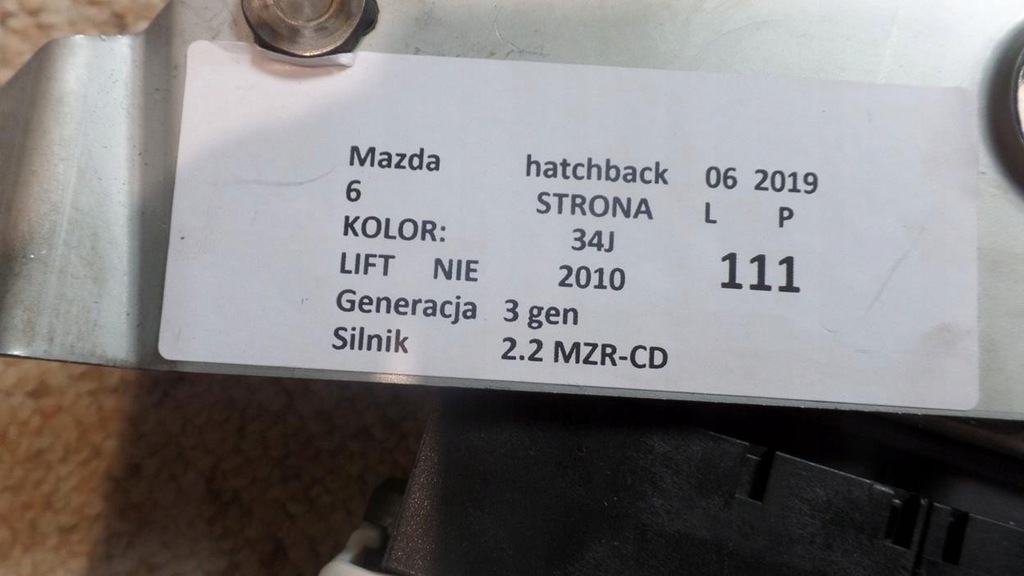 Mazda hatchback 06 2019
6 STRONA L P
KOLOR: 34J
LIFT NIE 2010 111
Generacja 3 gen
Silnik 2.2 MZR-CD